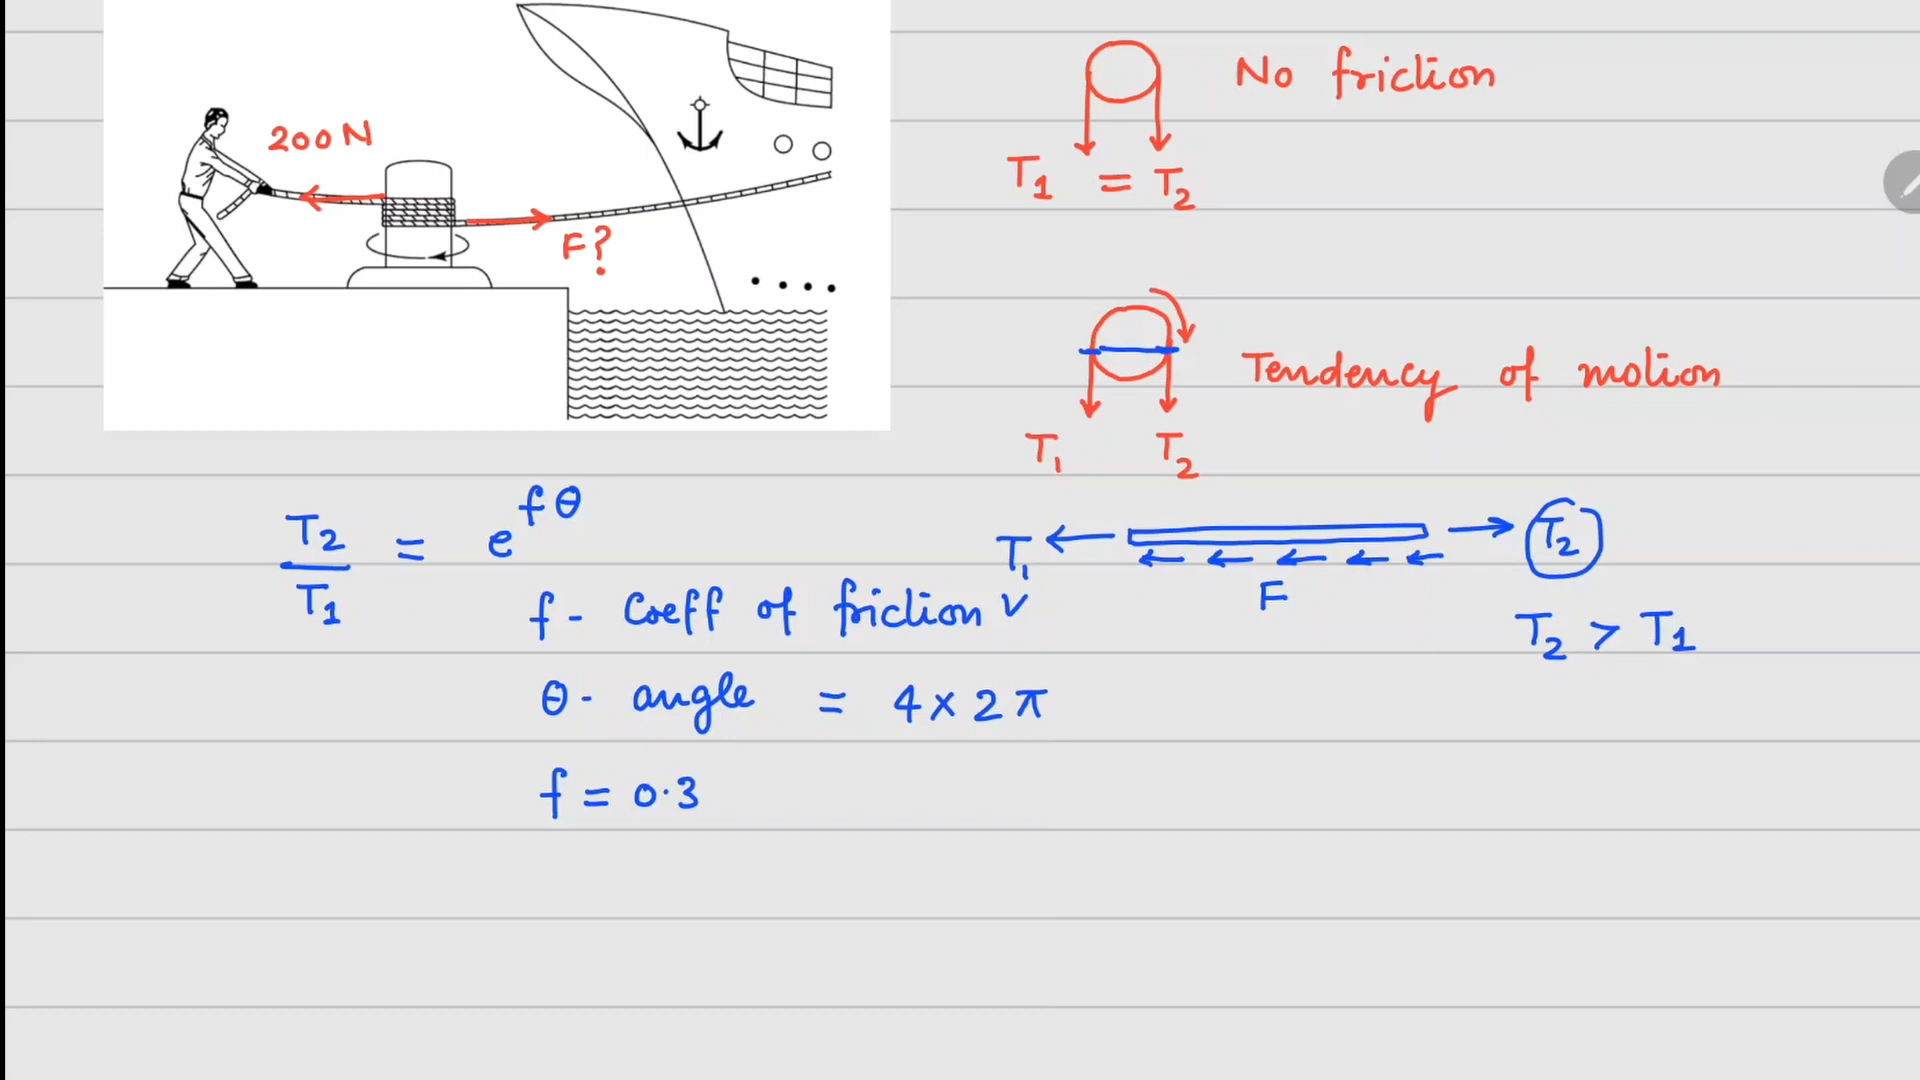 200N
F?
No friction
T1 = T2
Tendency of motion
T1 T2
T2/T1 = e^fθ
T1 T2
F
f - Coeff of friction ν
T2 > T1
θ - angle = 4×2π
f = 0.3